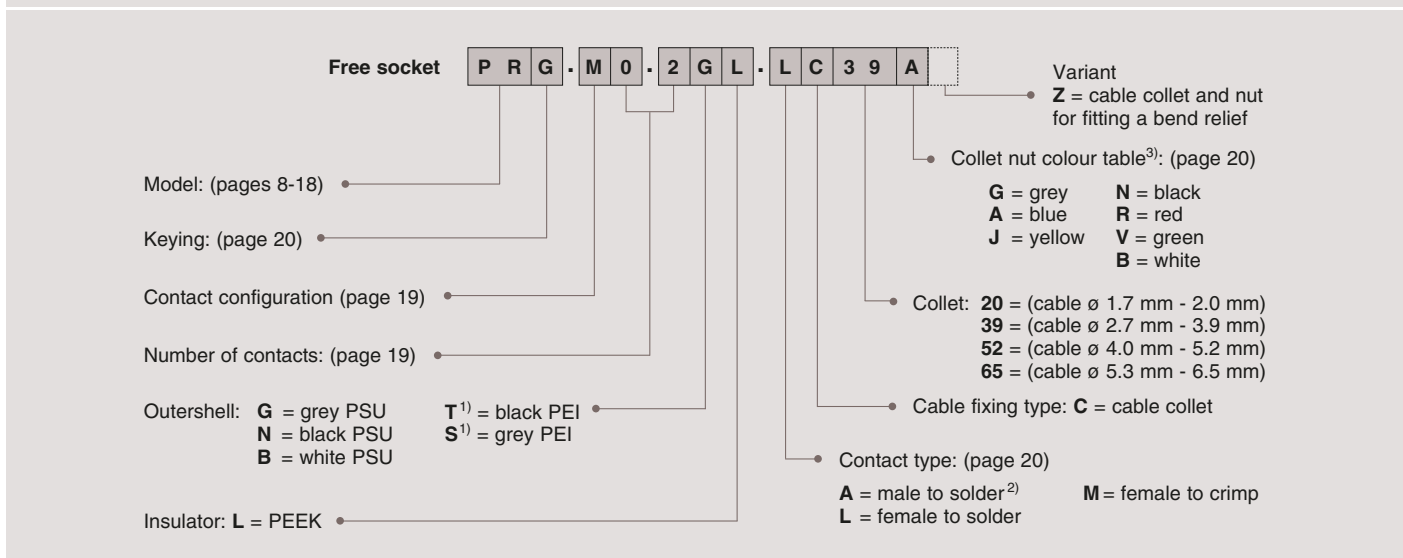 Free socket P R G . M 0 . 2 G L . L C 3 9 A
Variant
Z = cable collet and nut
for fitting a bend relief
Collet nut colour table3): (page 20)
G = grey N = black
A = blue R = red
J = yellow V = green
B = white
Model: (pages 8-18)
Keying: (page 20)
Contact configuration (page 19)
Number of contacts: (page 19)
Collet: 20 = (cable ø 1.7 mm - 2.0 mm)
39 = (cable ø 2.7 mm - 3.9 mm)
52 = (cable ø 4.0 mm - 5.2 mm)
65 = (cable ø 5.3 mm - 6.5 mm)
Outershell: G = grey PSU T1) = black PEI
N = black PSU S1) = grey PEI
B = white PSU
Cable fixing type: C = cable collet
Contact type: (page 20)
A = male to solder2) M = female to crimp
L = female to solder
Insulator: L = PEEK